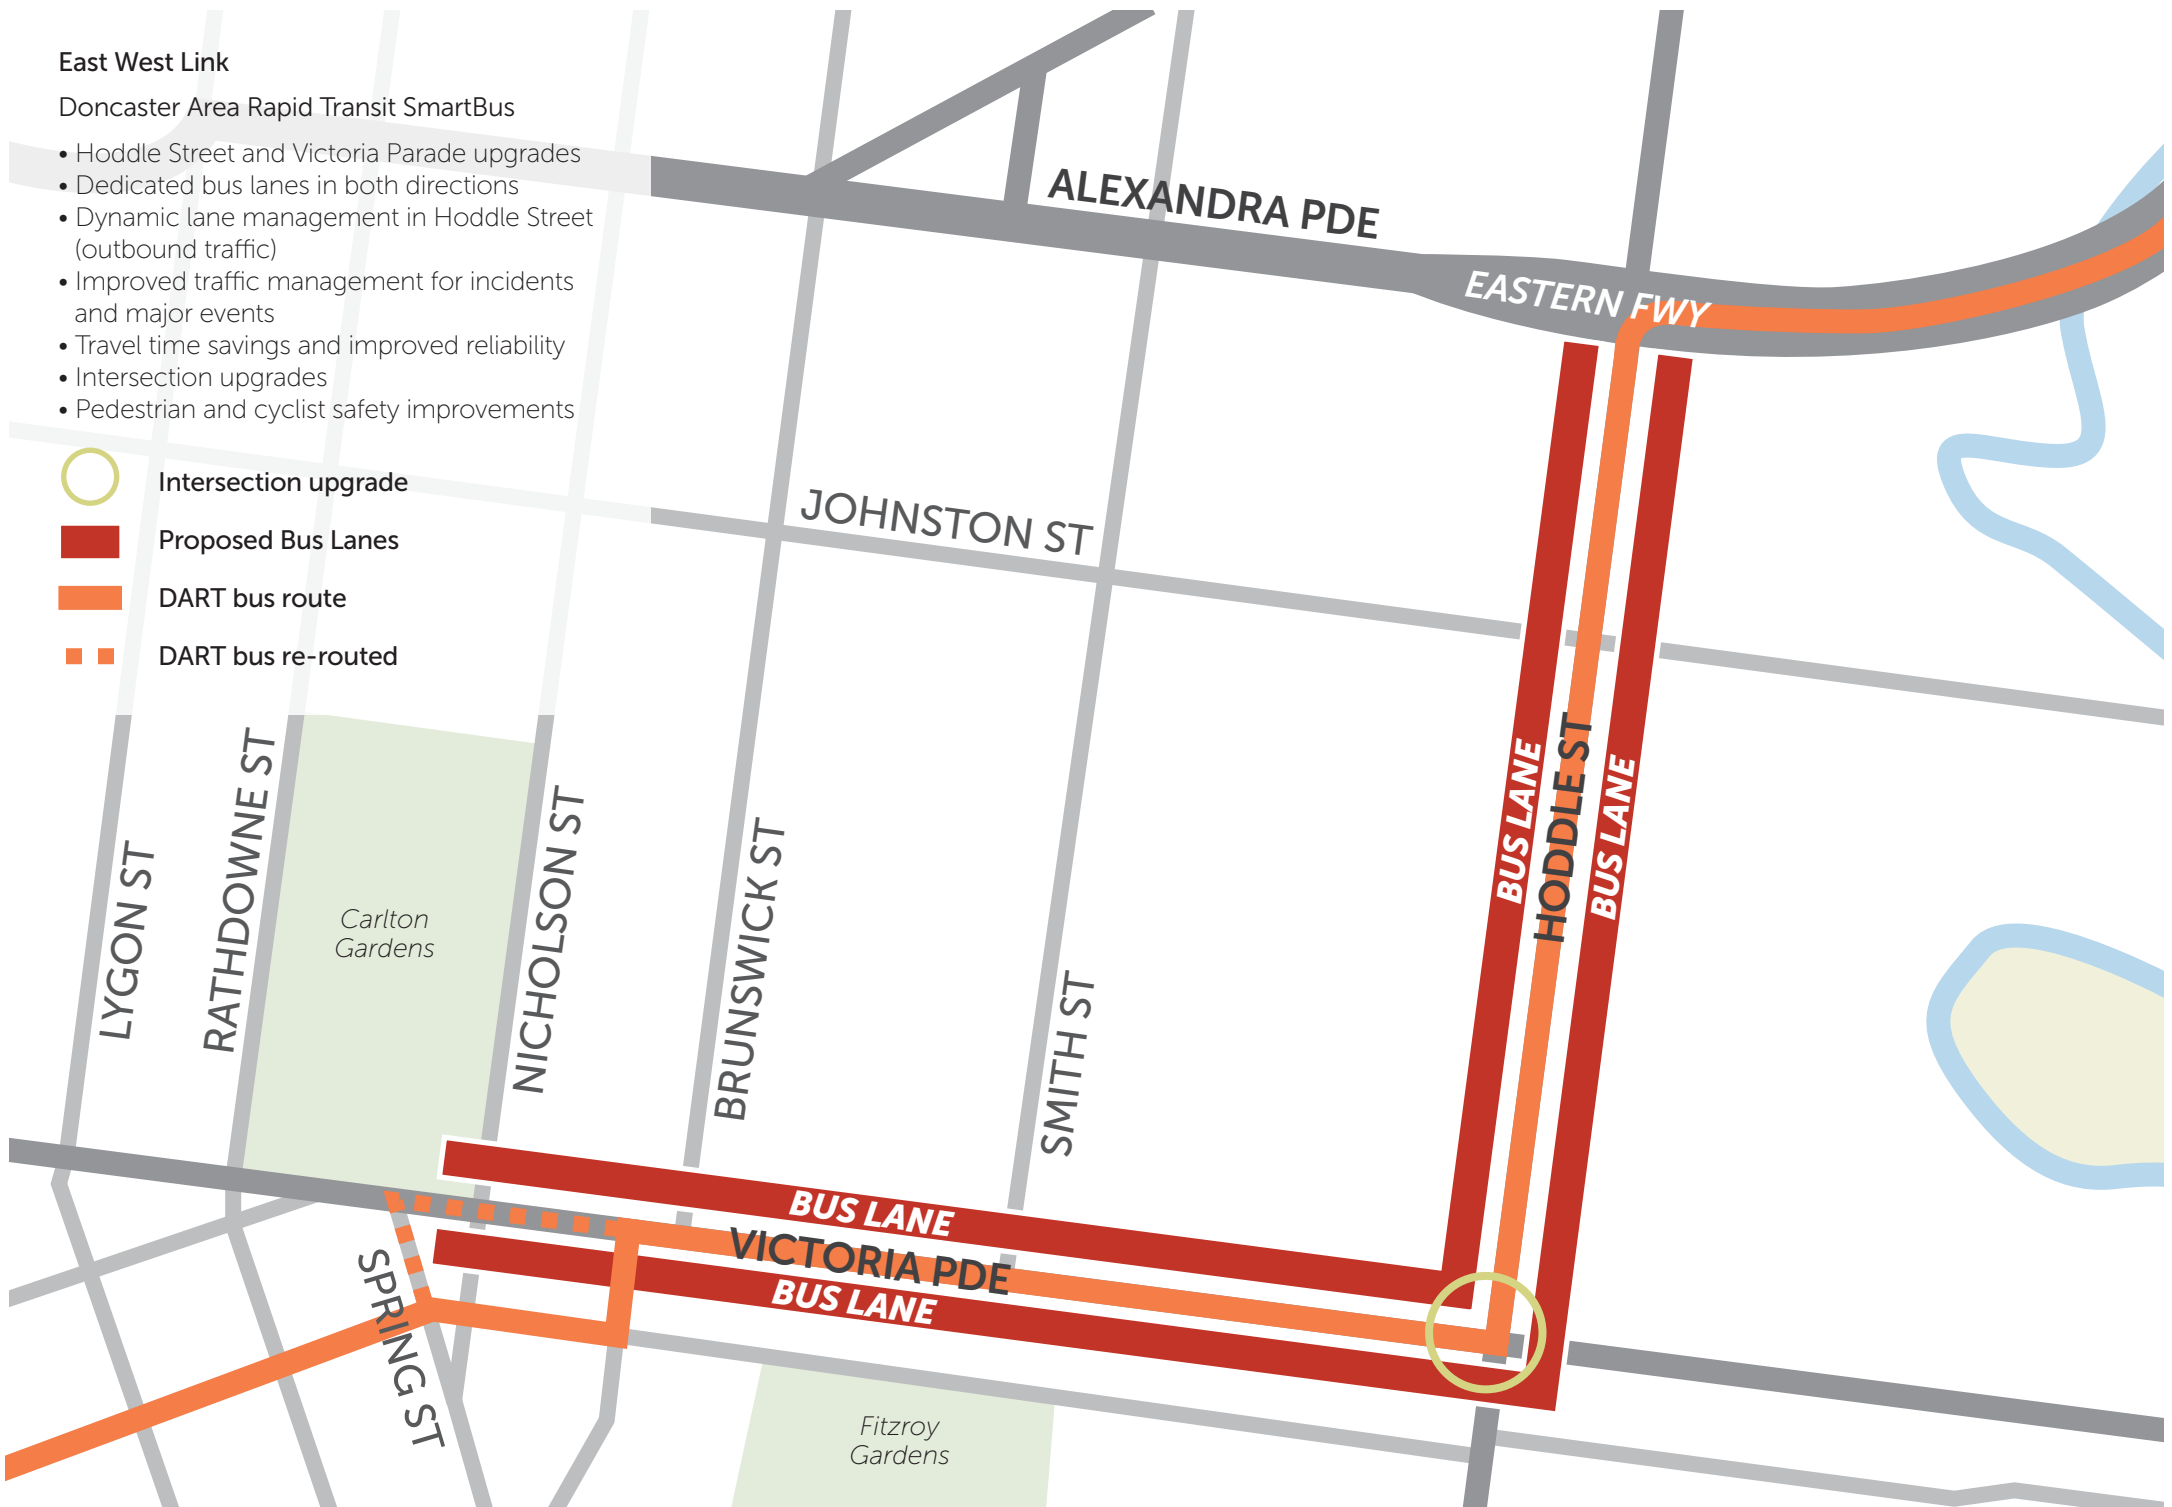 East West Link
Doncaster Area Rapid Transit SmartBus
• Hoddle Street and Victoria Parade upgrades
• Dedicated bus lanes in both directions
• Dynamic lane management in Hoddle Street
(outbound traffic)
• Improved traffic management for incidents
and major events
• Travel time savings and improved reliability
• Intersection upgrades
• Pedestrian and cyclist safety improvements
Intersection upgrade
Proposed Bus Lanes
DART bus route
DART bus re-routed
ALEXANDRA PDE
EASTERN FWY
JOHNSTON ST
LYGON ST
RATHDOWNE ST
Carlton
Gardens
NICHOLSON ST
BRUNSWICK ST
SMITH ST
BUS LANE
HODDLE ST
BUS LANE
BUS LANE
VICTORIA PDE
BUS LANE
SPRING ST
Fitzroy
Gardens